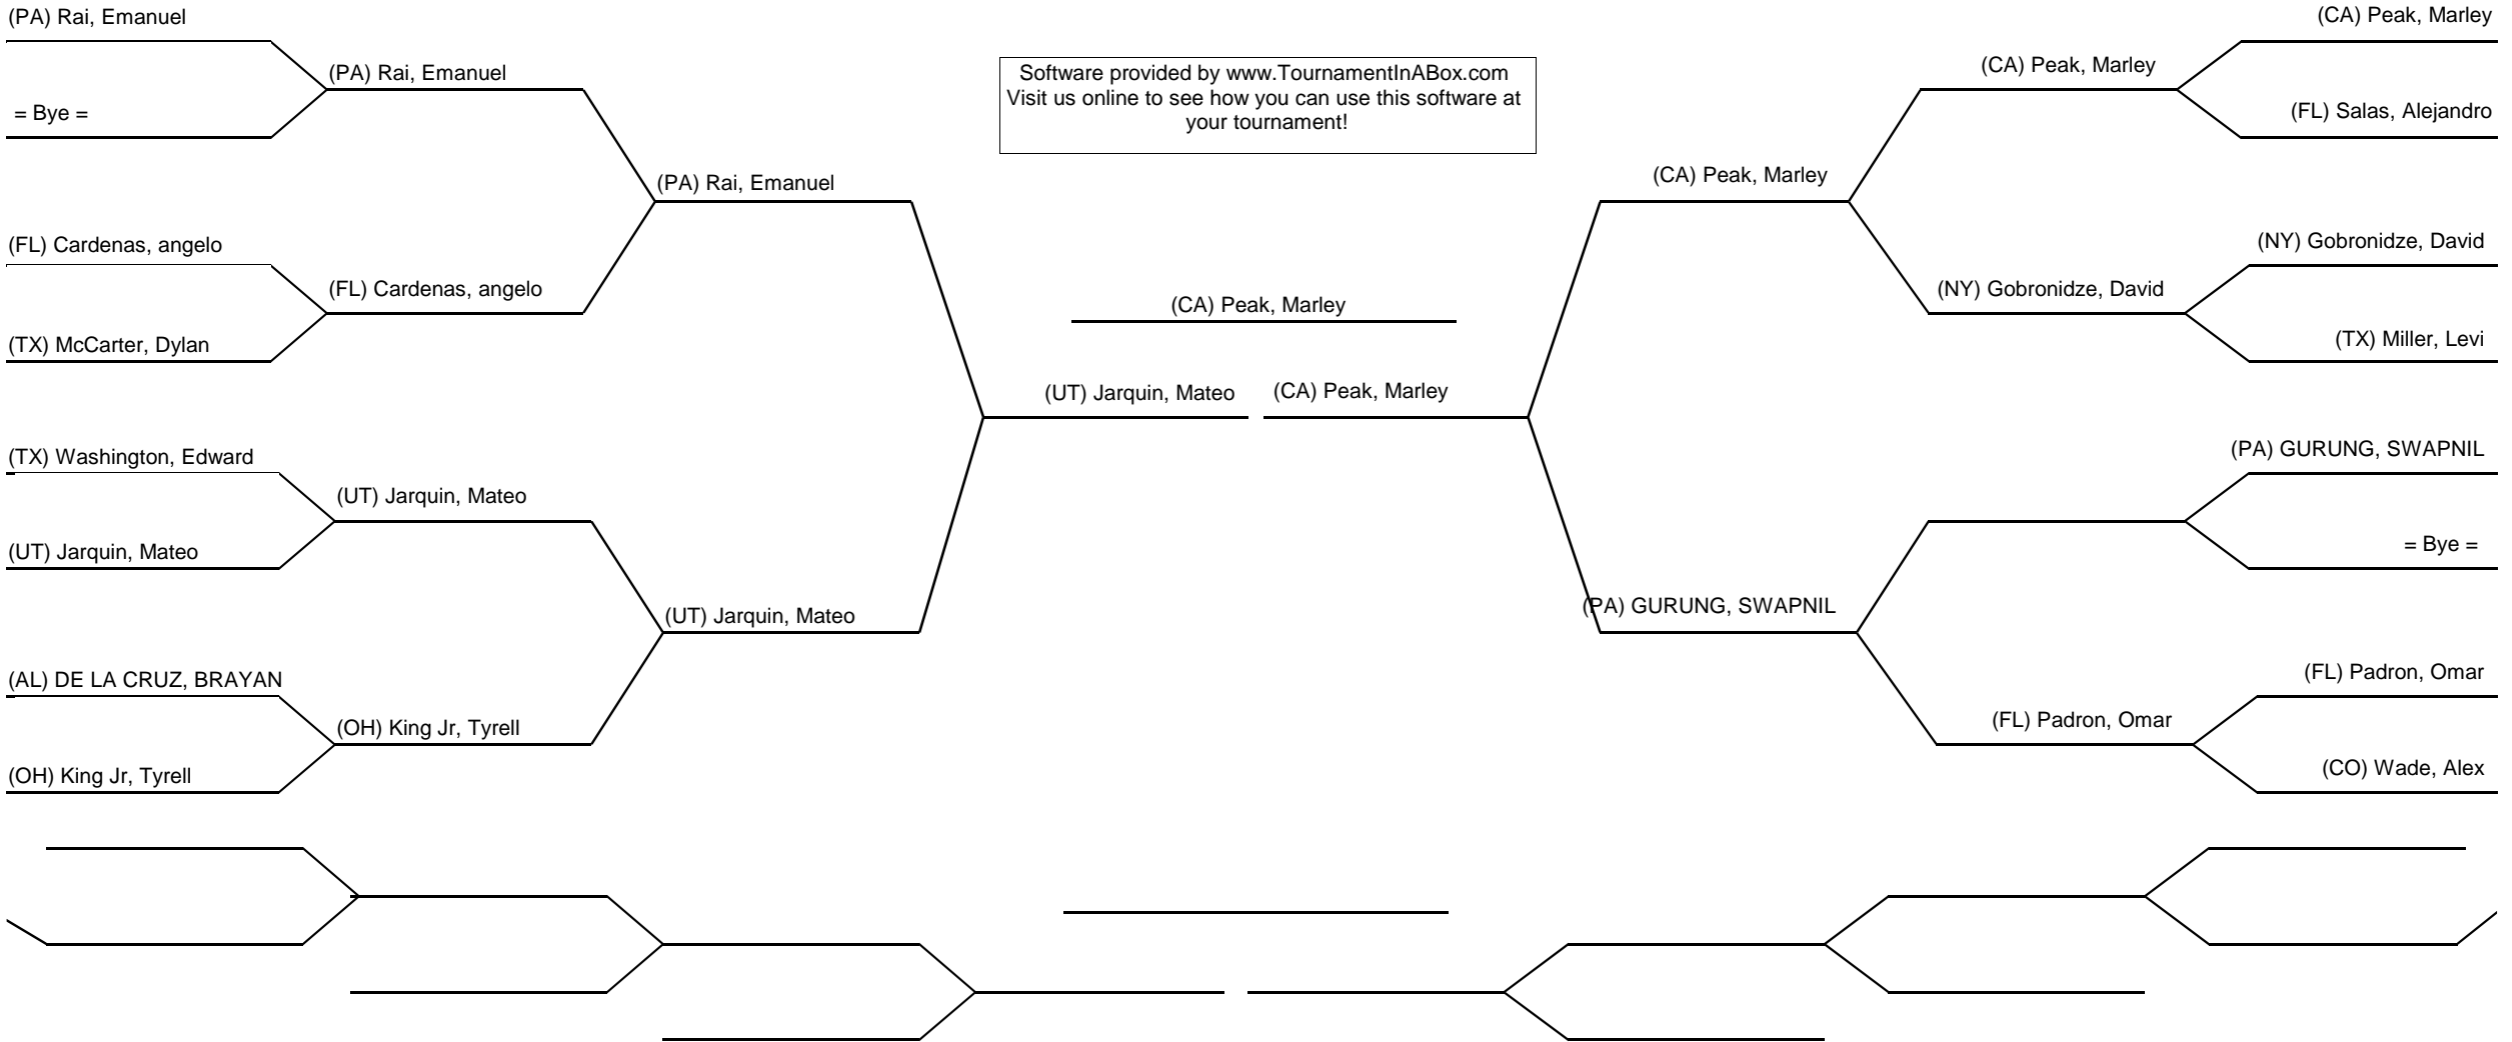 (PA) Rai, Emanuel
= Bye =
(FL) Cardenas, angelo
(TX) McCarter, Dylan
(TX) Washington, Edward
(UT) Jarquin, Mateo
(AL) DE LA CRUZ, BRAYAN
(OH) King Jr, Tyrell
(PA) Rai, Emanuel
(FL) Cardenas, angelo
(UT) Jarquin, Mateo
(OH) King Jr, Tyrell
(PA) Rai, Emanuel
(UT) Jarquin, Mateo
Software provided by www.TournamentInABox.com
Visit us online to see how you can use this software at
your tournament!
(CA) Peak, Marley
(UT) Jarquin, Mateo
(CA) Peak, Marley
(CA) Peak, Marley
(PA) GURUNG, SWAPNIL
(CA) Peak, Marley
(NY) Gobronidze, David
(FL) Padron, Omar
(CA) Peak, Marley
(FL) Salas, Alejandro
(NY) Gobronidze, David
(TX) Miller, Levi
(PA) GURUNG, SWAPNIL
= Bye =
(FL) Padron, Omar
(CO) Wade, Alex